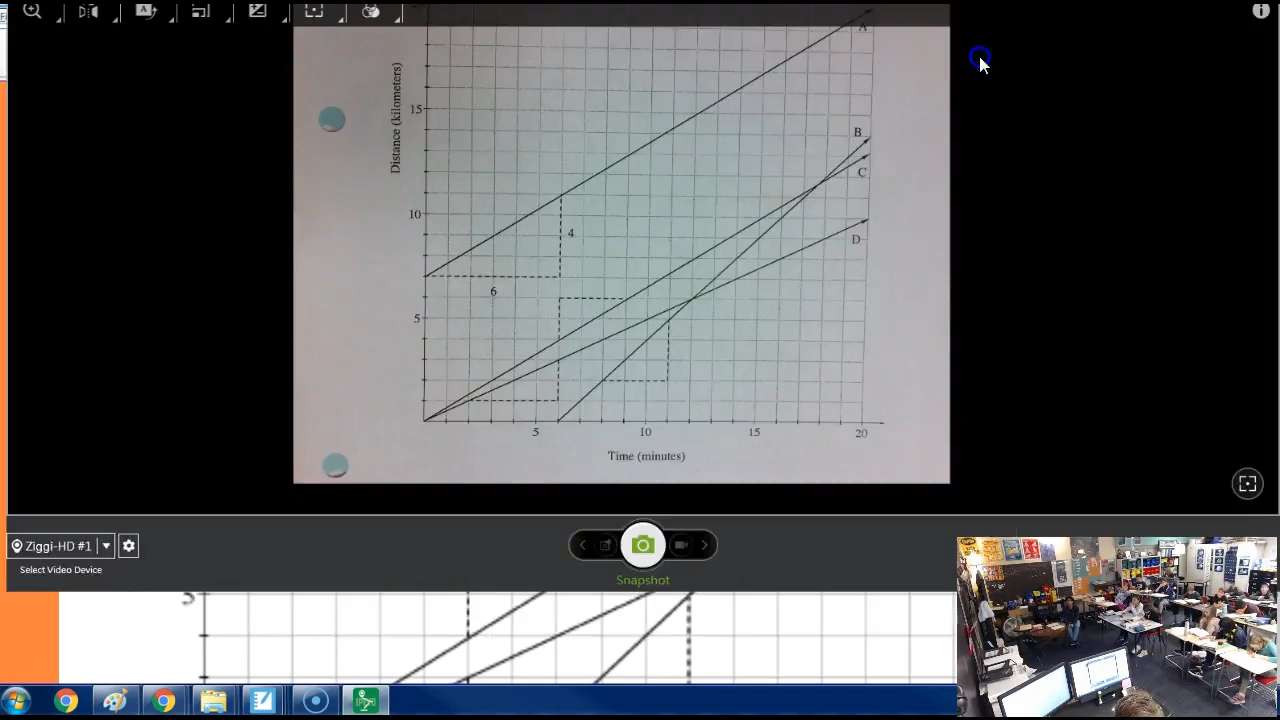 A
Distance (kilometers)
15
B
C
10
4
D
6
5
5
10
15
20
Time (minutes)
Ziggi-HD #1
Select Video Device
Snapshot
5